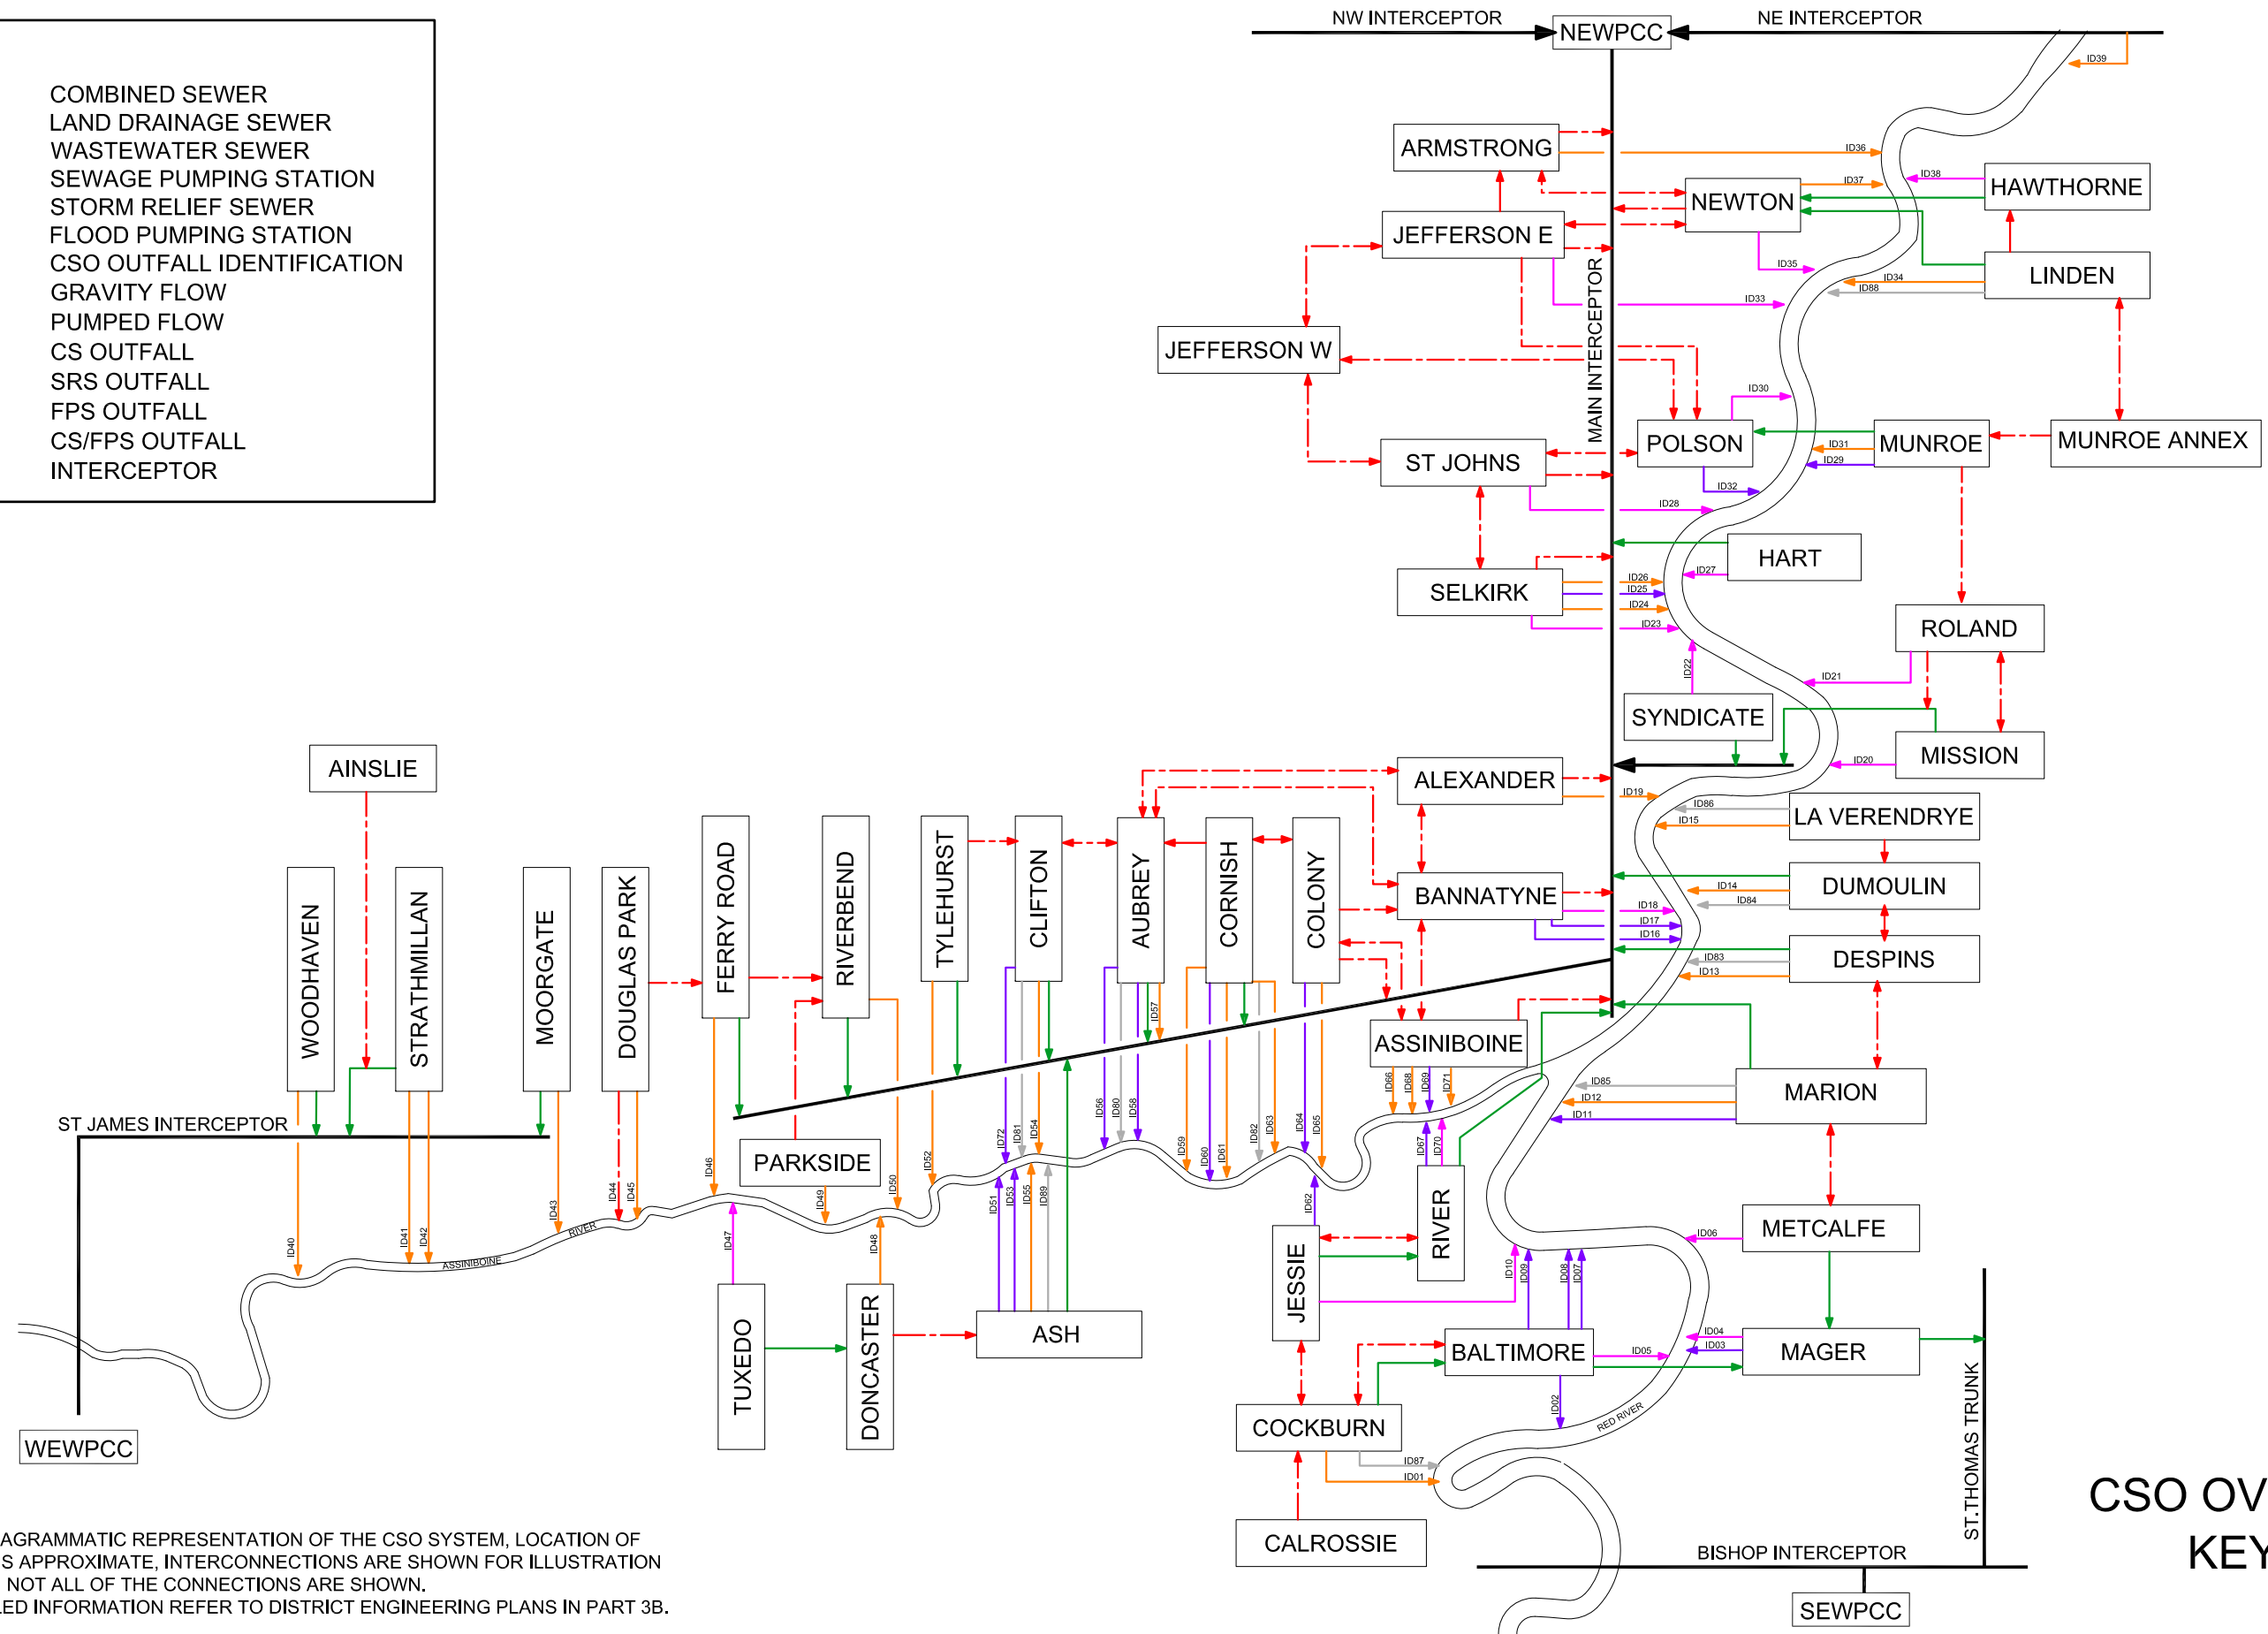 COMBINED SEWER
LAND DRAINAGE SEWER
WASTEWATER SEWER
SEWAGE PUMPING STATION
STORM RELIEF SEWER
FLOOD PUMPING STATION
CSO OUTFALL IDENTIFICATION
GRAVITY FLOW
PUMPED FLOW
CS OUTFALL
SRS OUTFALL
FPS OUTFALL
CS/FPS OUTFALL
INTERCEPTOR
NW INTERCEPTOR
NEWPCC
NE INTERCEPTOR
ID39
ARMSTRONG
ID36
NEWTON
ID37
ID38
HAWTHORNE
JEFFERSON E
ID35
LINDEN
ID34
ID88
ID33
MAIN INTERCEPTOR
JEFFERSON W
ID30
POLSON
MUNROE
MUNROE ANNEX
ID31
ID29
ST JOHNS
ID32
ID28
HART
ID27
SELKIRK
ID26
ID25
ID24
ID23
ROLAND
ID22
ID21
SYNDICATE
MISSION
ID20
AINSLIE
ALEXANDER
ID19
ID86
ID15
LA VERENDRYE
WOODHAVEN
STRATHMILLAN
MOORGATE
DOUGLAS PARK
FERRY ROAD
RIVERBEND
TYLEHURST
CLIFTON
AUBREY
CORNISH
COLONY
BANNATYNE
ID18
ID17
ID16
DUMOULIN
ID14
ID84
DESPINS
ID83
ID13
ASSINIBOINE
ID57
ID66
ID68
ID69
ID71
MARION
ID85
ID12
ID11
ST JAMES INTERCEPTOR
PARKSIDE
ID40
ID41
ID42
ID43
ID44
ID45
ID46
ID47
ID49
ID48
ID50
ID52
ID72
ID81
ID54
ID51
ID53
ID55
ID89
ID56
ID80
ID58
ID59
ID60
ID61
ID82
ID63
ID64
ID65
ID62
ID67
ID70
RIVER
ASSINIBOINE
RIVER
METCALFE
ID06
JESSIE
ID10
ID09
ID08
ID07
TUXEDO
DONCASTER
ASH
BALTIMORE
ID05
ID04
ID03
MAGER
ID02
RED RIVER
COCKBURN
ID87
ID01
WEWPCC
CALROSSIE
ST.THOMAS TRUNK
BISHOP INTERCEPTOR
SEWPCC
CSO OV
KEY
AGRAMMATIC REPRESENTATION OF THE CSO SYSTEM, LOCATION OF
S APPROXIMATE, INTERCONNECTIONS ARE SHOWN FOR ILLUSTRATION
NOT ALL OF THE CONNECTIONS ARE SHOWN.
LED INFORMATION REFER TO DISTRICT ENGINEERING PLANS IN PART 3B.